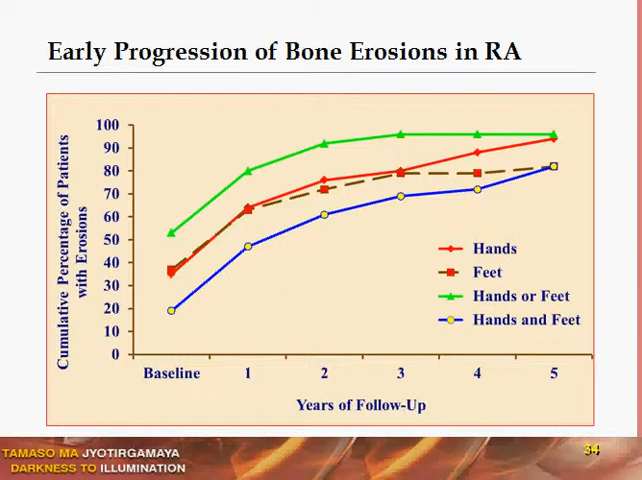 Early Progression of Bone Erosions in RA
Cumulative Percentage of Patients
with Erosions
100
90
80
70
60
50
40
30
20
10
0
Hands
Feet
Hands or Feet
Hands and Feet
Baseline 1 2 3 4 5
Years of Follow-Up
TAMASO MA JYOTIRGAMAYA
DARKNESS TO ILLUMINATION
34